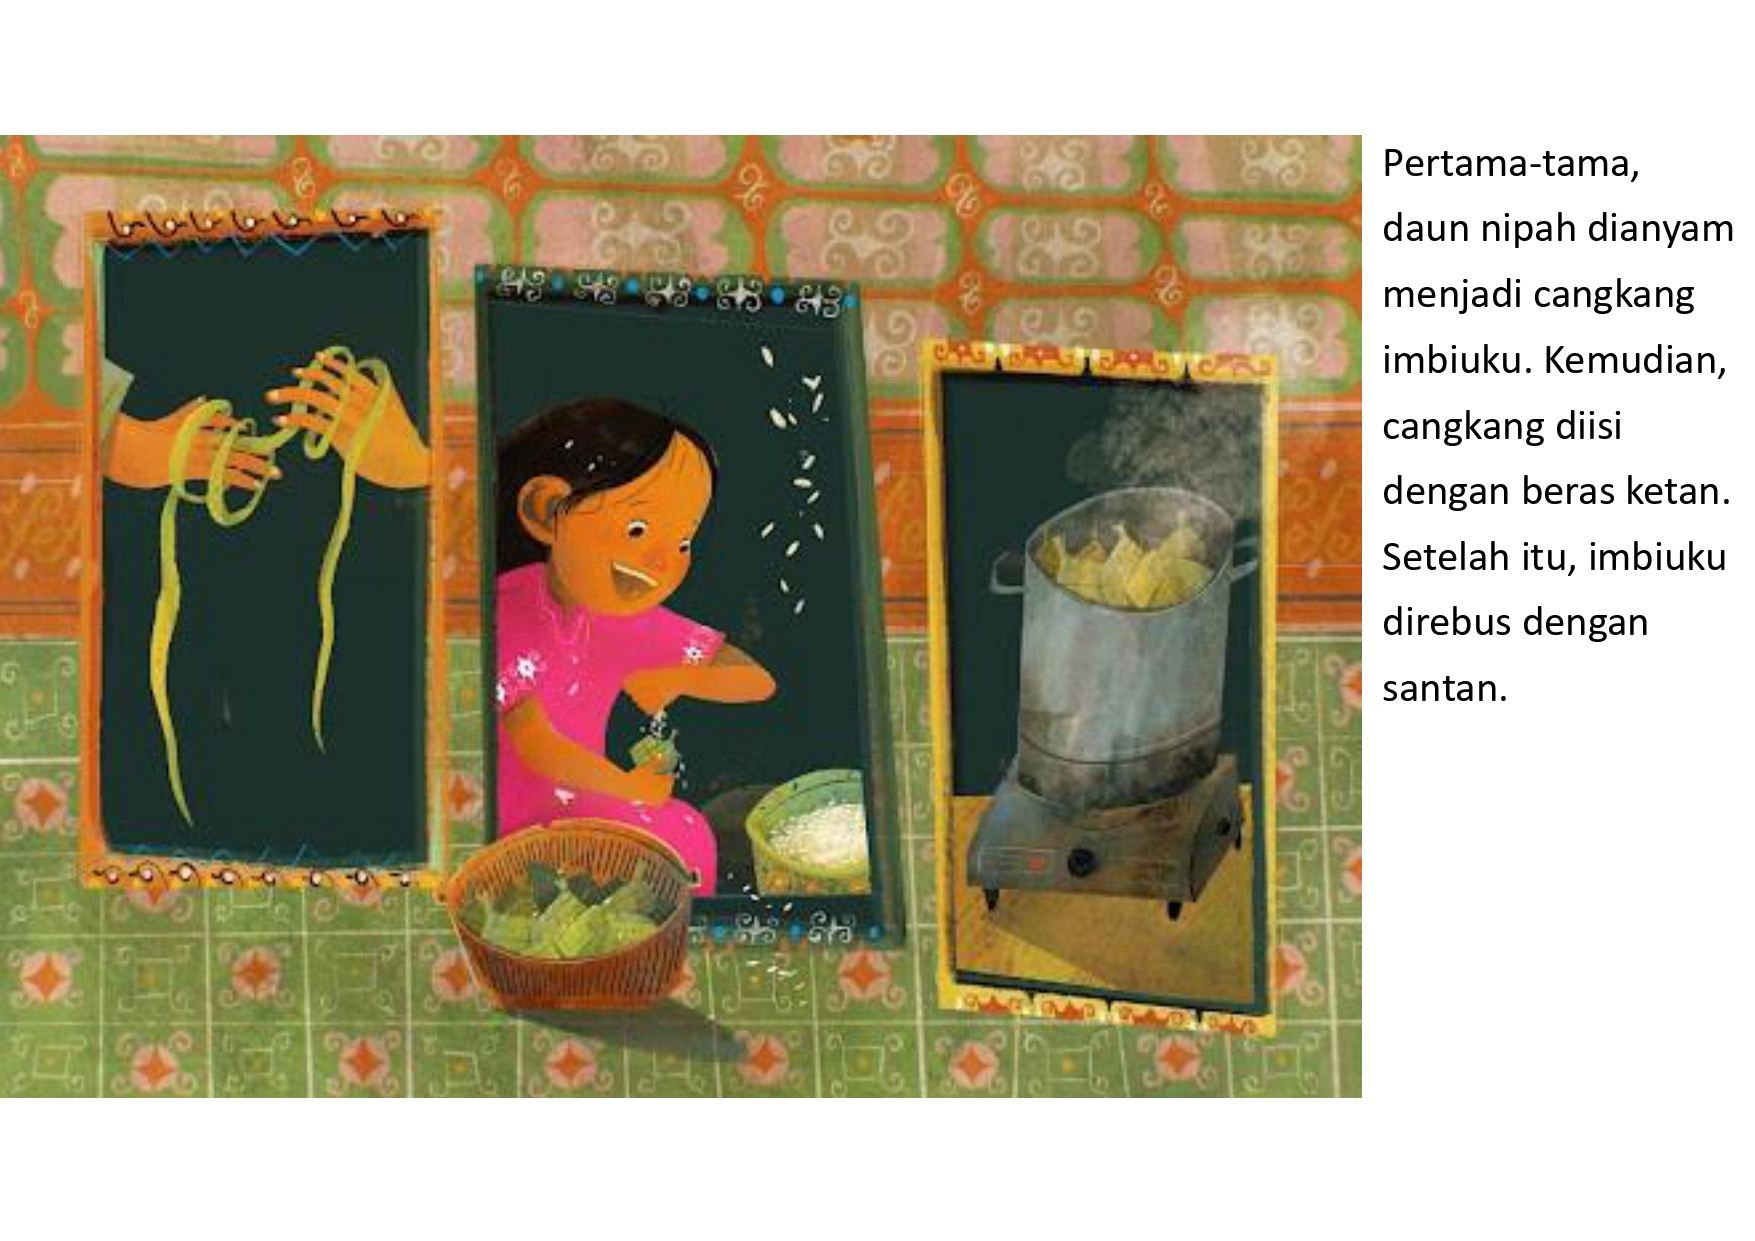 Pertama-tama,
daun nipah dianyam
menjadi cangkang
imbiuku. Kemudian,
cangkang diisi
dengan beras ketan.
Setelah itu, imbiuku
direbus dengan
santan.